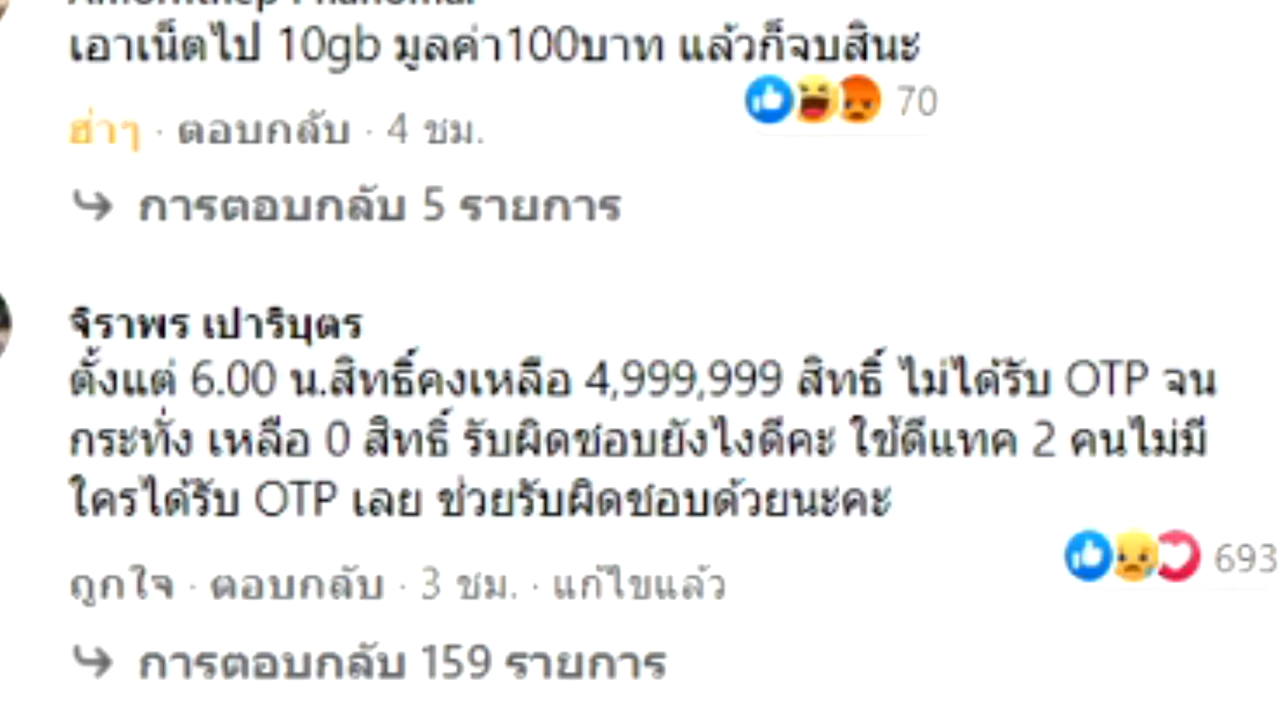 เอาเน็ตไป 10gb มูลค่า100บาท แล้วก็จบสินะ
70
ฮ่าๆ · ตอบกลับ · 4 ชม.
การตอบกลับ 5 รายการ
จิราพร เปาริบุตร
ตั้งแต่ 6.00 น.สิทธิ์คงเหลือ 4,999,999 สิทธิ์ ไม่ได้รับ OTP จน
กระทั่ง เหลือ 0 สิทธิ์ รับผิดชอบยังไงดีคะ ใช้ดีแทค 2 คนไม่มี
ใครได้รับ OTP เลย ช่วยรับผิดชอบด้วยนะคะ
693
ถูกใจ · ตอบกลับ · 3 ชม. · แก้ไขแล้ว
การตอบกลับ 159 รายการ